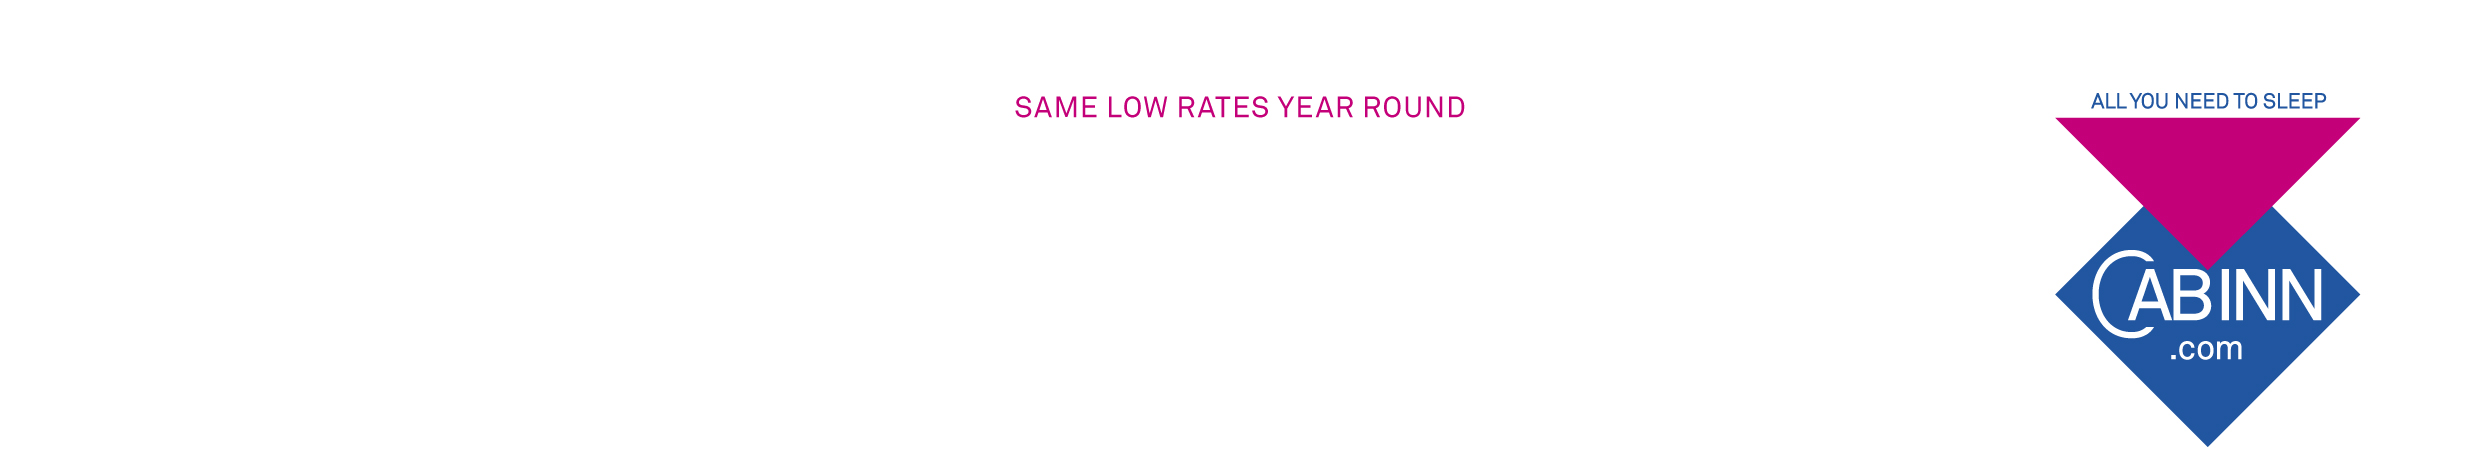 SAME LOW RATES YEAR ROUND
ALL YOU NEED TO SLEEP
CABINN
.com